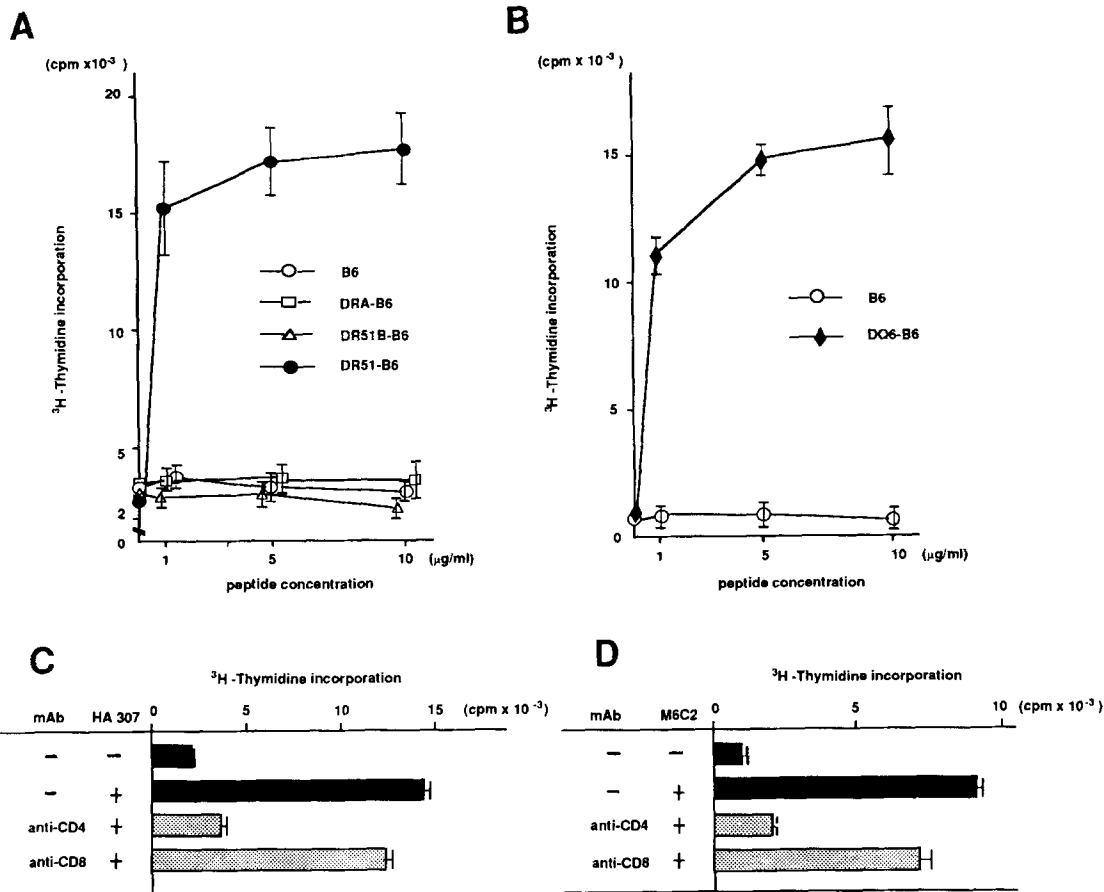 A
(cpm x10⁻³ )
20
15
10
5
2
0
³H -Thymidine incorporation
B6
DRA-B6
DR51B-B6
DR51-B6
1 5 10 (µg/ml)
peptide concentration
B
(cpm x 10 ⁻³ )
15
10
5
0
³H -Thymidine incorporation
B6
DQ6-B6
1 5 10 (µg/ml)
peptide concentration
C
³H -Thymidine incorporation
mAb HA 307 0 5 10 15 (cpm x 10⁻³)
− −
− +
anti-CD4 +
anti-CD8 +
D
³H -Thymidine incorporation
mAb M6C2 0 5 10 (cpm x 10⁻³)
− −
− +
anti-CD4 +
anti-CD8 +